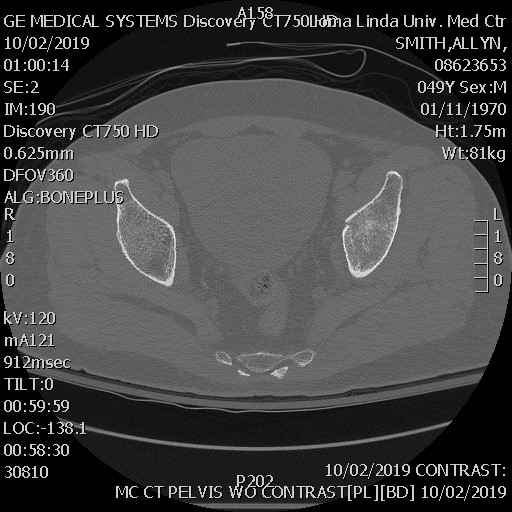 GE MEDICAL SYSTEMS Discovery CT750 HD
A158
Loma Linda Univ. Med Ctr
10/02/2019
SMITH,ALLYN,
01:00:14
08623653
SE:2
049Y Sex:M
IM:190
01/11/1970
Discovery CT750 HD
Ht:1.75m
0.625mm
Wt:81kg
DFOV360
ALG:BONEPLUS
R
L
1
1
8
8
0
0
kV:120
mA121
912msec
TILT:0
00:59:59
LOC:-138.1
00:58:30
30810
10/02/2019 CONTRAST:
P202
MC CT PELVIS WO CONTRAST[PL][BD] 10/02/2019